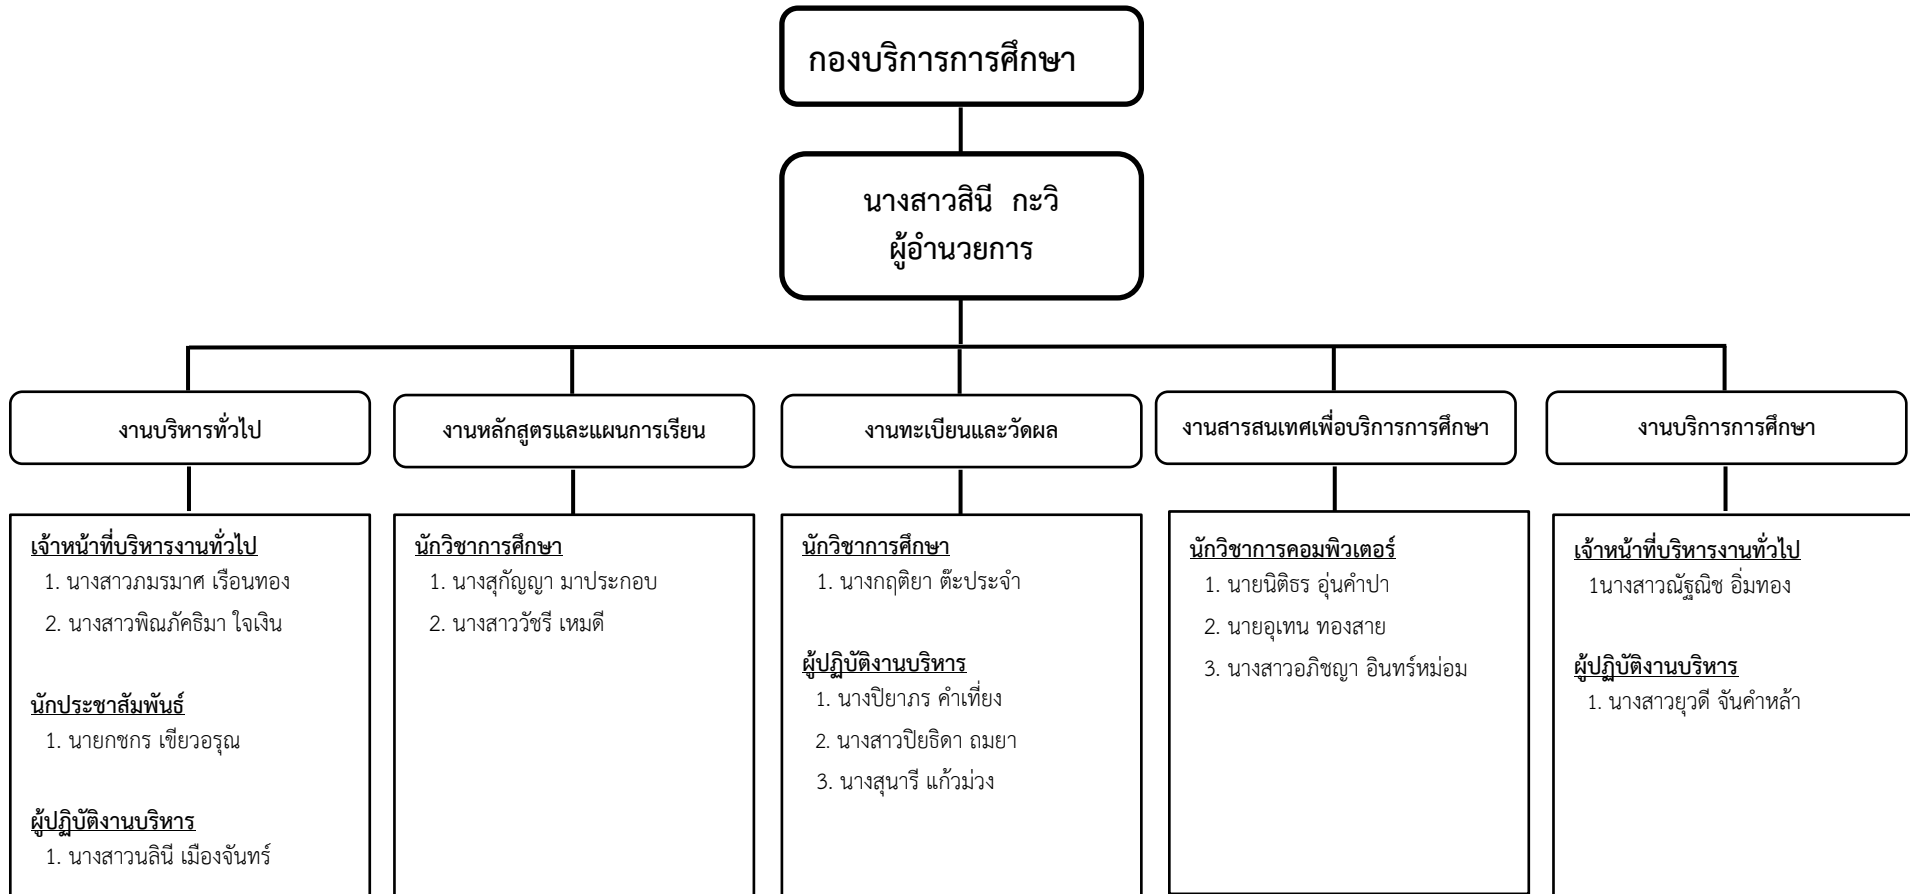 กองบริการการศึกษา
นางสาวสินี กะวิ
ผู้อำนวยการ
งานบริหารทั่วไป
เจ้าหน้าที่บริหารงานทั่วไป
1. นางสาวภมรมาศ เรือนทอง
2. นางสาวพิณภัคธิมา ใจเงิน
นักประชาสัมพันธ์
1. นายกชกร เขียวอรุณ
ผู้ปฏิบัติงานบริหาร
1. นางสาวนลินี เมืองจันทร์
งานหลักสูตรและแผนการเรียน
นักวิชาการศึกษา
1. นางสุกัญญา มาประกอบ
2. นางสาววัชรี เหมดี
งานทะเบียนและวัดผล
นักวิชาการศึกษา
1. นางกฤติยา ต๊ะประจำ
ผู้ปฏิบัติงานบริหาร
1. นางปิยาภร คำเที่ยง
2. นางสาวปิยธิดา ถมยา
3. นางสุนารี แก้วม่วง
งานสารสนเทศเพื่อบริการการศึกษา
นักวิชาการคอมพิวเตอร์
1. นายนิติธร อุ่นคำปา
2. นายอุเทน ทองสาย
3. นางสาวอภิชญา อินทร์หม่อม
งานบริการการศึกษา
เจ้าหน้าที่บริหารงานทั่วไป
1นางสาวณัฐณิช อิ่มทอง
ผู้ปฏิบัติงานบริหาร
1. นางสาวยุวดี จันคำหล้า